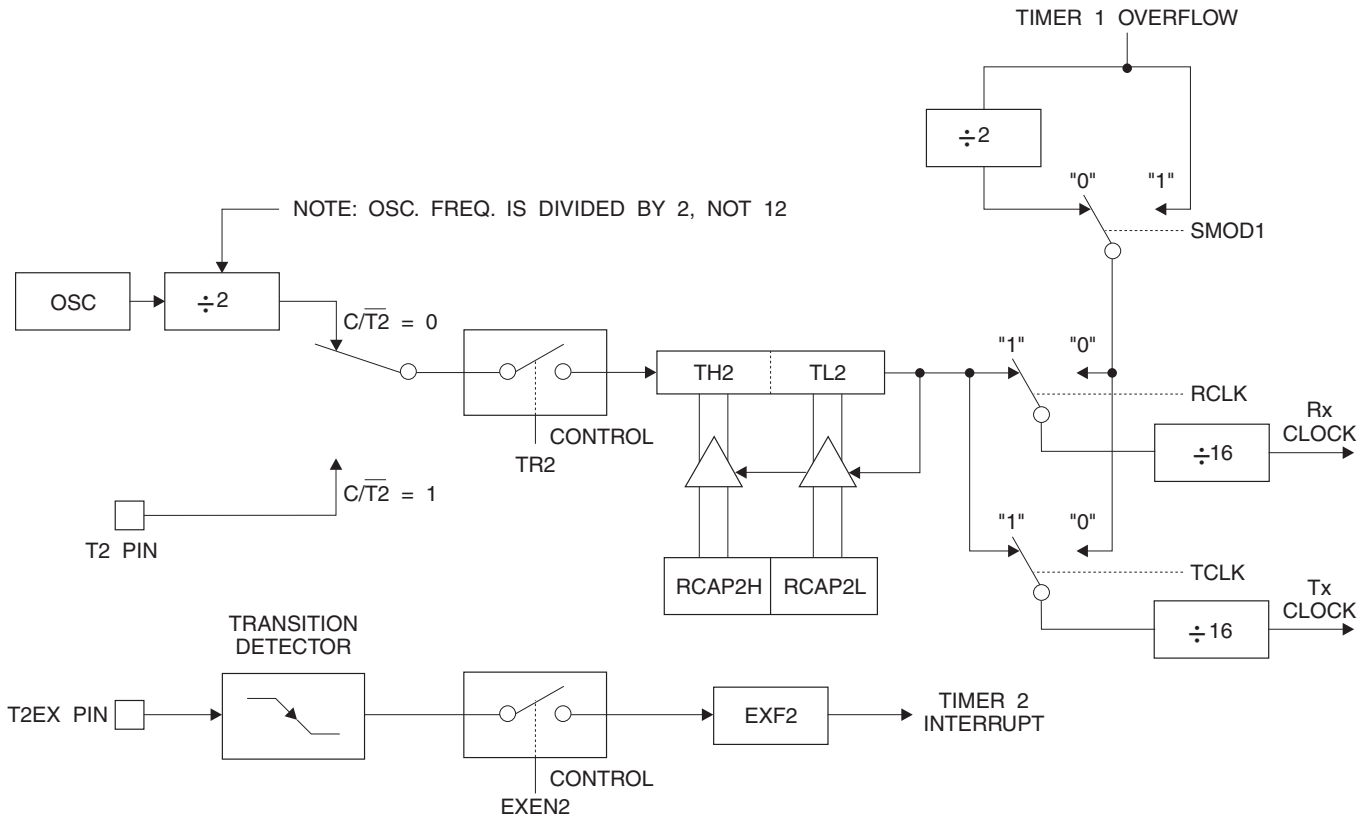 TIMER 1 OVERFLOW
÷2
"0" "1"
SMOD1
NOTE: OSC. FREQ. IS DIVIDED BY 2, NOT 12
OSC
÷2
C/T̅2̅ = 0
TH2
TL2
"1" "0"
RCLK
Rx
CLOCK
÷16
CONTROL
TR2
C/T̅2̅ = 1
T2 PIN
RCAP2H
RCAP2L
"1" "0"
TCLK
Tx
CLOCK
÷16
TRANSITION
DETECTOR
T2EX PIN
EXF2
TIMER 2
INTERRUPT
CONTROL
EXEN2